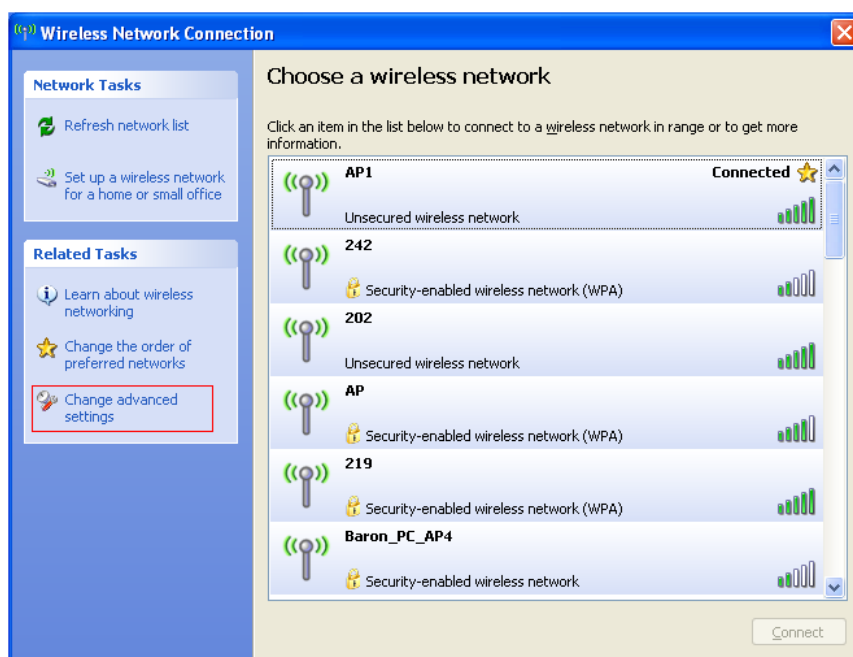 Wireless Network Connection
Network Tasks
Refresh network list
Set up a wireless network
for a home or small office
Related Tasks
Learn about wireless
networking
Change the order of
preferred networks
Change advanced
settings
Choose a wireless network
Click an item in the list below to connect to a wireless network in range or to get more
information.
AP1
Connected
Unsecured wireless network
242
Security-enabled wireless network (WPA)
202
Unsecured wireless network
AP
Security-enabled wireless network (WPA)
219
Security-enabled wireless network (WPA)
Baron_PC_AP4
Security-enabled wireless network
Connect